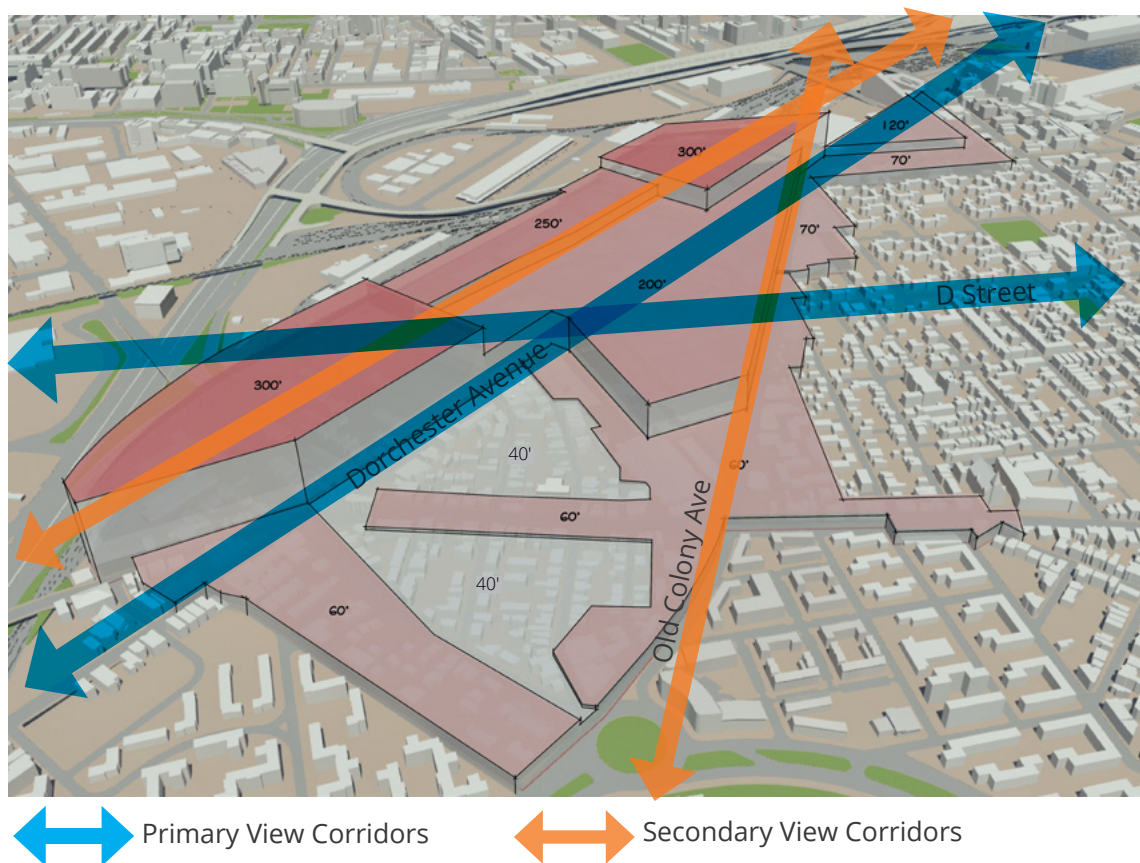 120'
300'
70'
250'
70'
200'
D Street
300'
Dorchester Avenue
40'
60'
60'
Old Colony Ave
40'
60'
Primary View Corridors
Secondary View Corridors